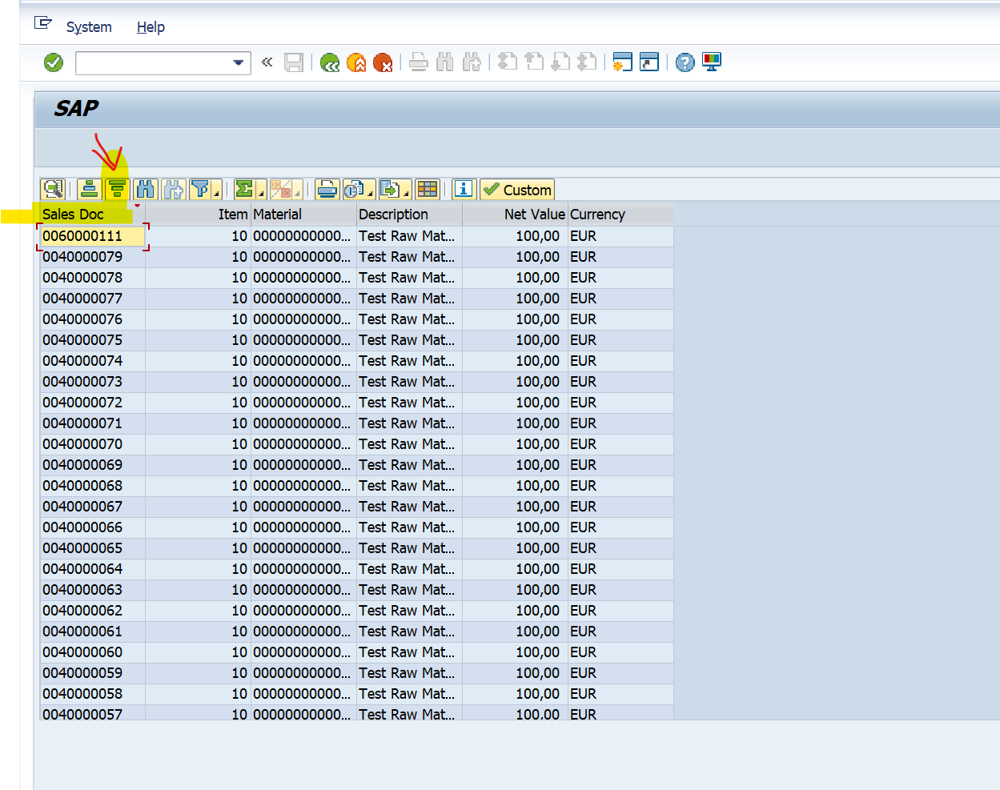 System Help
SAP
Custom
Sales Doc Item Material Description Net Value Currency
0060000111 10 00000000000... Test Raw Mat... 100,00 EUR
0040000079 10 00000000000... Test Raw Mat... 100,00 EUR
0040000078 10 00000000000... Test Raw Mat... 100,00 EUR
0040000077 10 00000000000... Test Raw Mat... 100,00 EUR
0040000076 10 00000000000... Test Raw Mat... 100,00 EUR
0040000075 10 00000000000... Test Raw Mat... 100,00 EUR
0040000074 10 00000000000... Test Raw Mat... 100,00 EUR
0040000073 10 00000000000... Test Raw Mat... 100,00 EUR
0040000072 10 00000000000... Test Raw Mat... 100,00 EUR
0040000071 10 00000000000... Test Raw Mat... 100,00 EUR
0040000070 10 00000000000... Test Raw Mat... 100,00 EUR
0040000069 10 00000000000... Test Raw Mat... 100,00 EUR
0040000068 10 00000000000... Test Raw Mat... 100,00 EUR
0040000067 10 00000000000... Test Raw Mat... 100,00 EUR
0040000066 10 00000000000... Test Raw Mat... 100,00 EUR
0040000065 10 00000000000... Test Raw Mat... 100,00 EUR
0040000064 10 00000000000... Test Raw Mat... 100,00 EUR
0040000063 10 00000000000... Test Raw Mat... 100,00 EUR
0040000062 10 00000000000... Test Raw Mat... 100,00 EUR
0040000061 10 00000000000... Test Raw Mat... 100,00 EUR
0040000060 10 00000000000... Test Raw Mat... 100,00 EUR
0040000059 10 00000000000... Test Raw Mat... 100,00 EUR
0040000058 10 00000000000... Test Raw Mat... 100,00 EUR
0040000057 10 00000000000... Test Raw Mat... 100,00 EUR